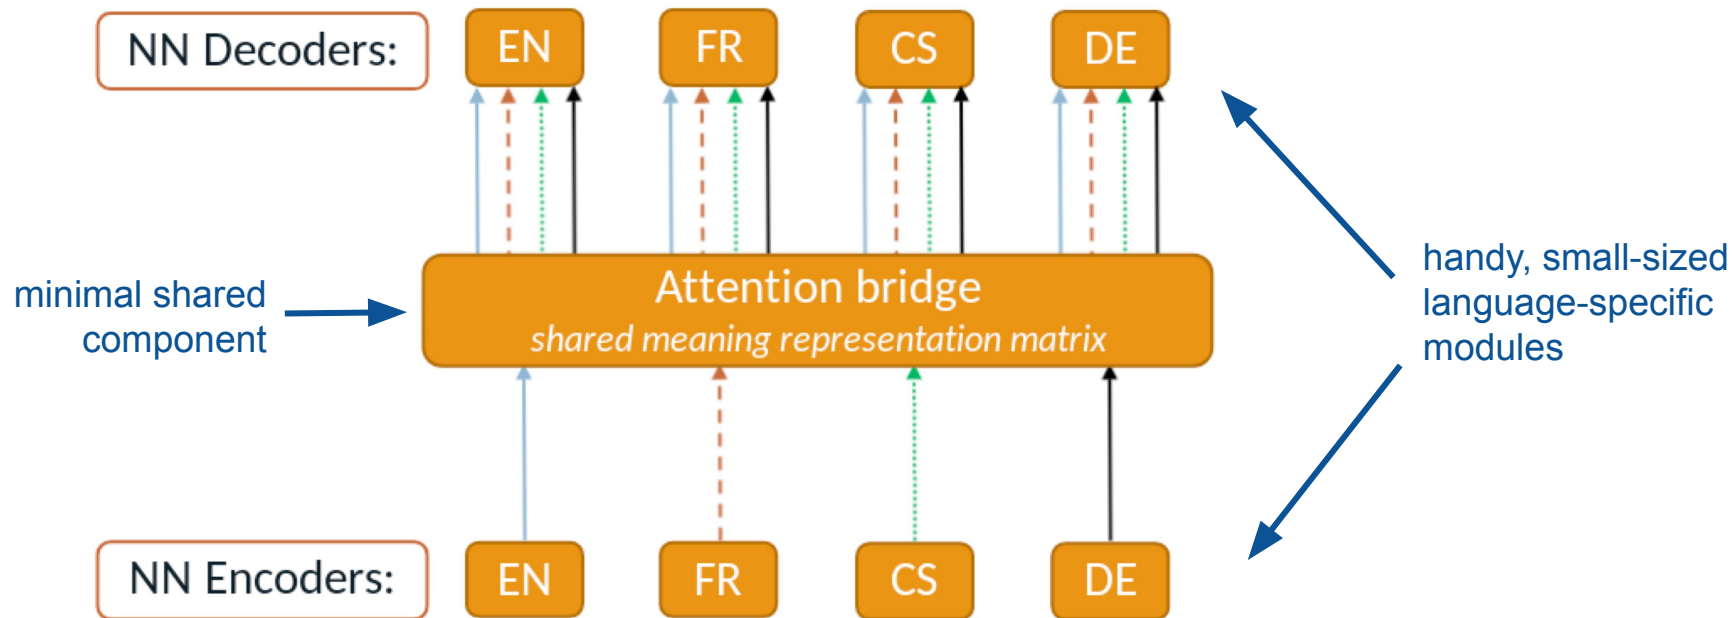 NN Decoders:
EN
FR
CS
DE
minimal shared
component
Attention bridge
shared meaning representation matrix
handy, small-sized
language-specific
modules
NN Encoders:
EN
FR
CS
DE